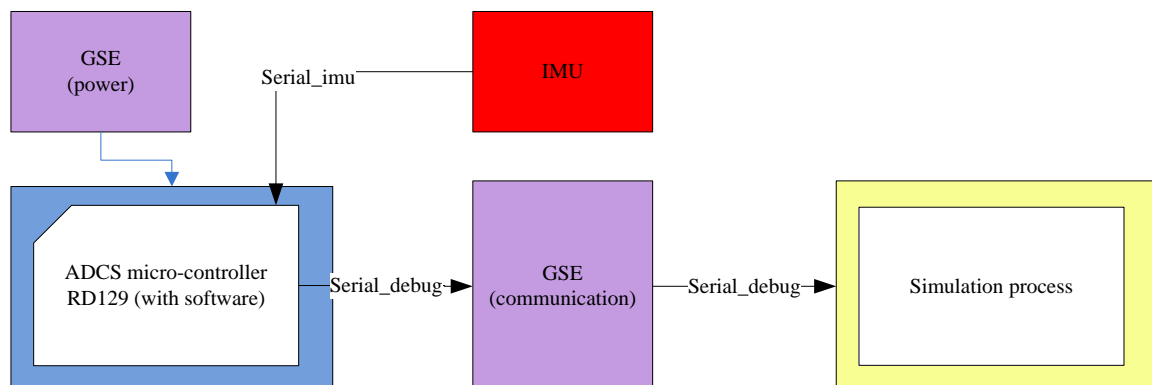 GSE
(power)
Serial_imu
IMU
ADCS micro-controller
RD129 (with software)
Serial_debug
GSE
(communication)
Serial_debug
Simulation process